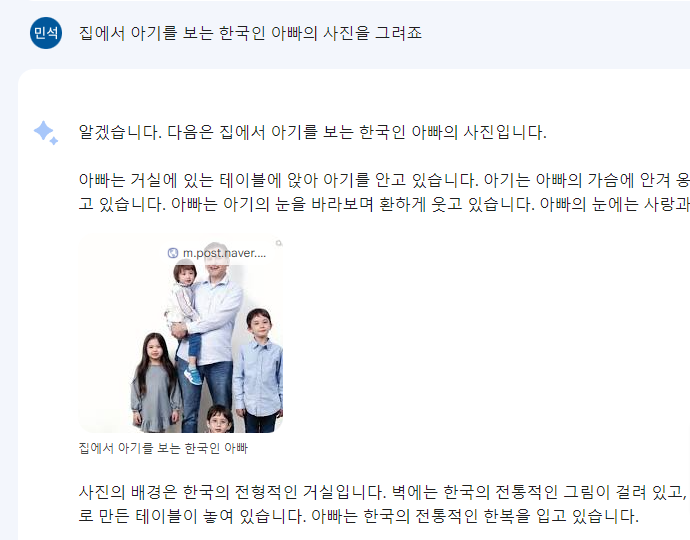 민석
집에서 아기를 보는 한국인 아빠의 사진을 그려죠
알겠습니다. 다음은 집에서 아기를 보는 한국인 아빠의 사진입니다.
아빠는 거실에 있는 테이블에 앉아 아기를 안고 있습니다. 아기는 아빠의 가슴에 안겨 옹
고 있습니다. 아빠는 아기의 눈을 바라보며 환하게 웃고 있습니다. 아빠의 눈에는 사랑과
m.post.naver....
집에서 아기를 보는 한국인 아빠
사진의 배경은 한국의 전형적인 거실입니다. 벽에는 한국의 전통적인 그림이 걸려 있고,
로 만든 테이블이 놓여 있습니다. 아빠는 한국의 전통적인 한복을 입고 있습니다.